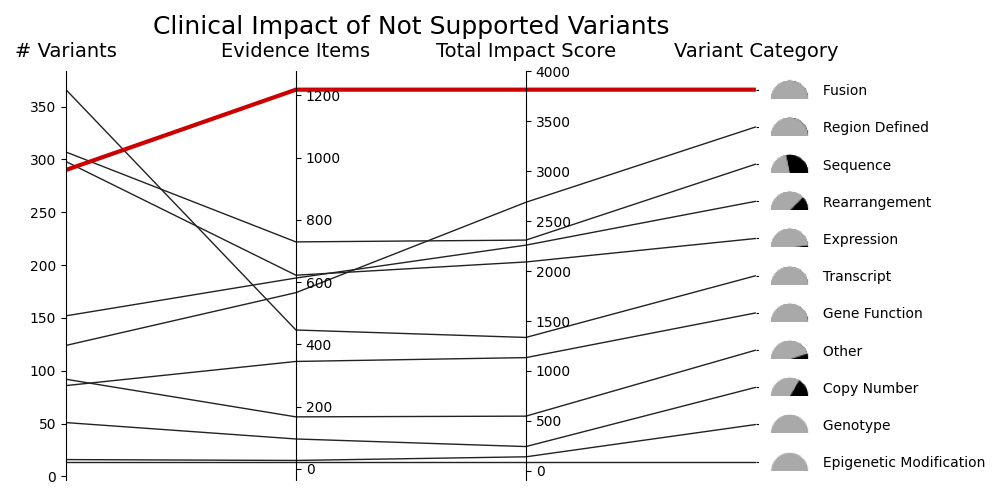 Clinical Impact of Not Supported Variants
# Variants
Evidence Items
Total Impact Score
Variant Category
0
50
100
150
200
250
300
350
0
200
400
600
800
1000
1200
0
500
1000
1500
2000
2500
3000
3500
4000
Fusion
Region Defined
Sequence
Rearrangement
Expression
Transcript
Gene Function
Other
Copy Number
Genotype
Epigenetic Modification